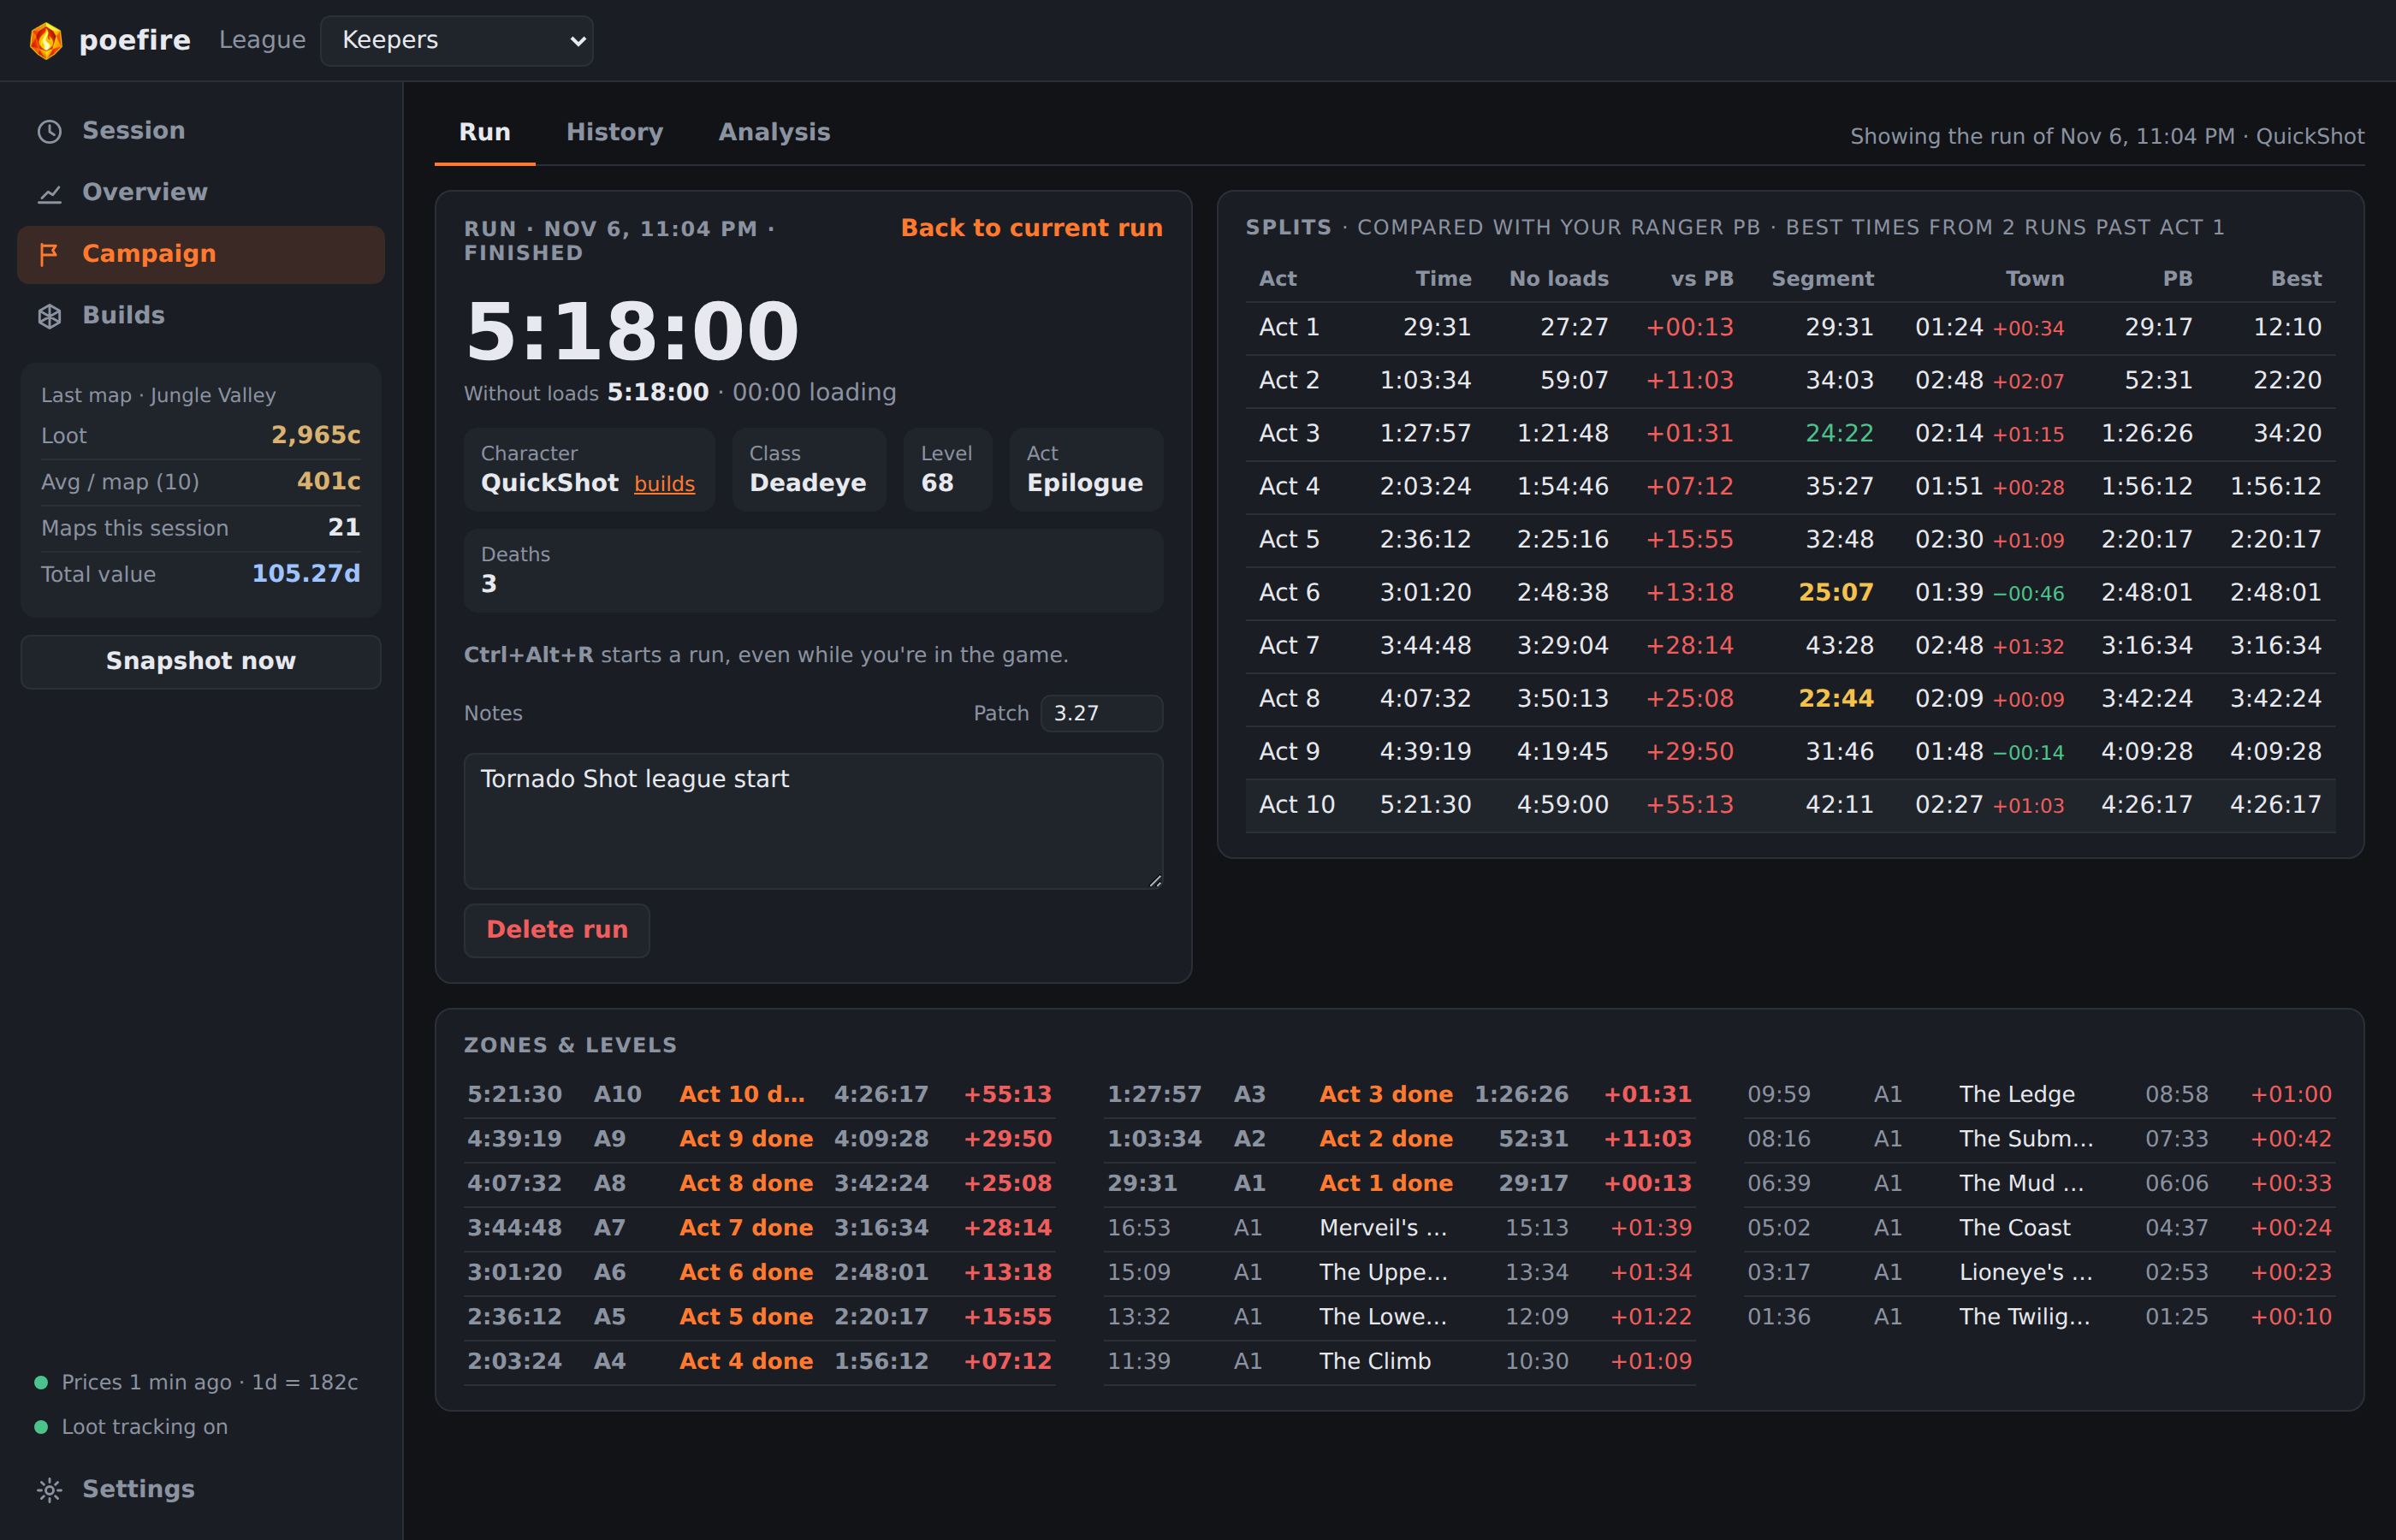 poefire League Keepers
Session
Overview
Campaign
Builds
Last map · Jungle Valley
Loot 2,965c
Avg / map (10) 401c
Maps this session 21
Total value 105.27d
Snapshot now
Prices 1 min ago · 1d = 182c
Loot tracking on
Settings
Run History Analysis
Showing the run of Nov 6, 11:04 PM · QuickShot
RUN · NOV 6, 11:04 PM ·
FINISHED
Back to current run
5:18:00
Without loads 5:18:00 · 00:00 loading
Character Class Level Act
QuickShot builds Deadeye 68 Epilogue
Deaths
3
Ctrl+Alt+R starts a run, even while you're in the game.
Notes Patch 3.27
Tornado Shot league start
Delete run
SPLITS · COMPARED WITH YOUR RANGER PB · BEST TIMES FROM 2 RUNS PAST ACT 1
Act Time No loads vs PB Segment Town PB Best
Act 1 29:31 27:27 +00:13 29:31 01:24 +00:34 29:17 12:10
Act 2 1:03:34 59:07 +11:03 34:03 02:48 +02:07 52:31 22:20
Act 3 1:27:57 1:21:48 +01:31 24:22 02:14 +01:15 1:26:26 34:20
Act 4 2:03:24 1:54:46 +07:12 35:27 01:51 +00:28 1:56:12 1:56:12
Act 5 2:36:12 2:25:16 +15:55 32:48 02:30 +01:09 2:20:17 2:20:17
Act 6 3:01:20 2:48:38 +13:18 25:07 01:39 −00:46 2:48:01 2:48:01
Act 7 3:44:48 3:29:04 +28:14 43:28 02:48 +01:32 3:16:34 3:16:34
Act 8 4:07:32 3:50:13 +25:08 22:44 02:09 +00:09 3:42:24 3:42:24
Act 9 4:39:19 4:19:45 +29:50 31:46 01:48 −00:14 4:09:28 4:09:28
Act 10 5:21:30 4:59:00 +55:13 42:11 02:27 +01:03 4:26:17 4:26:17
ZONES & LEVELS
5:21:30 A10 Act 10 d… 4:26:17 +55:13
4:39:19 A9 Act 9 done 4:09:28 +29:50
4:07:32 A8 Act 8 done 3:42:24 +25:08
3:44:48 A7 Act 7 done 3:16:34 +28:14
3:01:20 A6 Act 6 done 2:48:01 +13:18
2:36:12 A5 Act 5 done 2:20:17 +15:55
2:03:24 A4 Act 4 done 1:56:12 +07:12
1:27:57 A3 Act 3 done 1:26:26 +01:31
1:03:34 A2 Act 2 done 52:31 +11:03
29:31 A1 Act 1 done 29:17 +00:13
16:53 A1 Merveil's … 15:13 +01:39
15:09 A1 The Uppe… 13:34 +01:34
13:32 A1 The Lowe… 12:09 +01:22
11:39 A1 The Climb 10:30 +01:09
09:59 A1 The Ledge 08:58 +01:00
08:16 A1 The Subm… 07:33 +00:42
06:39 A1 The Mud … 06:06 +00:33
05:02 A1 The Coast 04:37 +00:24
03:17 A1 Lioneye's … 02:53 +00:23
01:36 A1 The Twilig… 01:25 +00:10